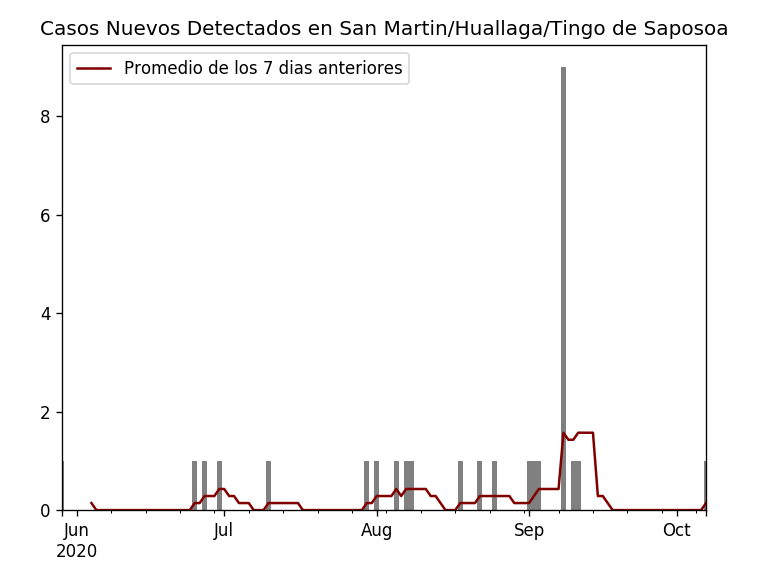 Casos Nuevos Detectados en San Martin/Huallaga/Tingo de Saposoa
Promedio de los 7 dias anteriores
8
6
4
2
0
Jun Jul Aug Sep Oct
2020